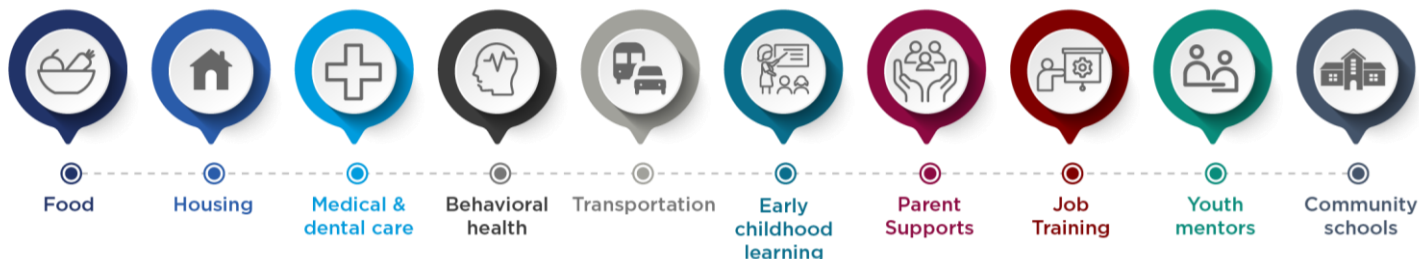 Food
Housing
Medical &
dental care
Behavioral
health
Transportation
Early
childhood
learning
Parent
Supports
Job
Training
Youth
mentors
Community
schools